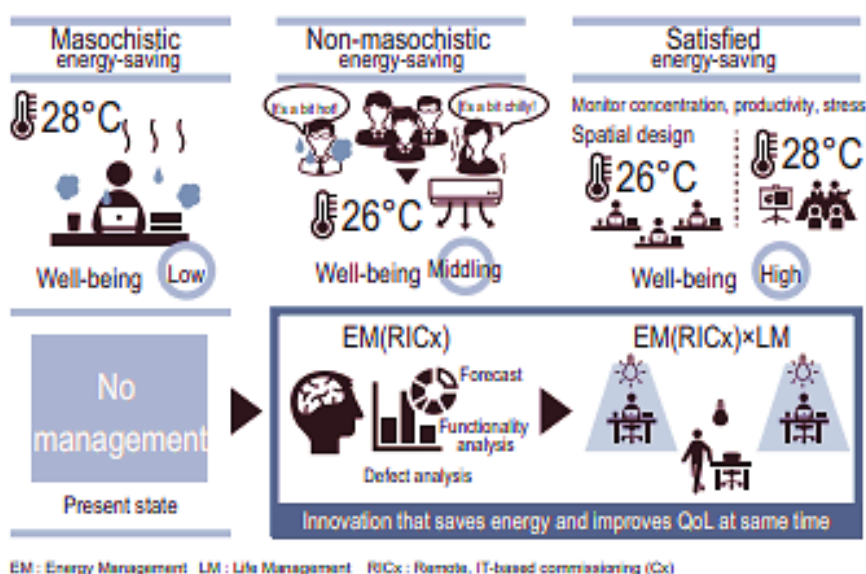 Masochistic
energy-saving
28°C
Well-being Low
Non-masochistic
energy-saving
It's a bit hot!
It's a bit chilly!
26°C
Well-being Middling
Satisfied
energy-saving
Monitor concentration, productivity, stress
Spatial design
26°C
28°C
Well-being High
No
management
Present state
EM(RICx)
Forecast
Functionality
analysis
Defect analysis
EM(RICx)×LM
Innovation that saves energy and improves QoL at same time
EM : Energy Management LM : Life Management RICx : Remote, IT-based commissioning (Cx)